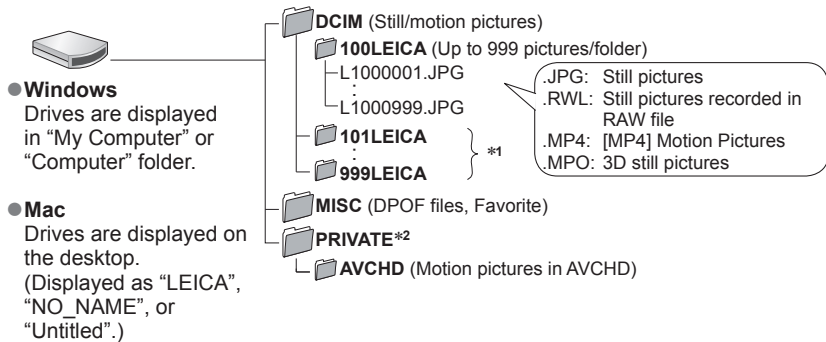 ●Windows
Drives are displayed
in “My Computer” or
“Computer” folder.
●Mac
Drives are displayed on
the desktop.
(Displayed as “LEICA”,
“NO_NAME”, or
“Untitled”.)
DCIM (Still/motion pictures)
100LEICA (Up to 999 pictures/folder)
L1000001.JPG
:
L1000999.JPG
101LEICA
:
999LEICA
*1
MISC (DPOF files, Favorite)
PRIVATE*2
AVCHD (Motion pictures in AVCHD)
.JPG: Still pictures
.RWL: Still pictures recorded in
RAW file
.MP4: [MP4] Motion Pictures
.MPO: 3D still pictures